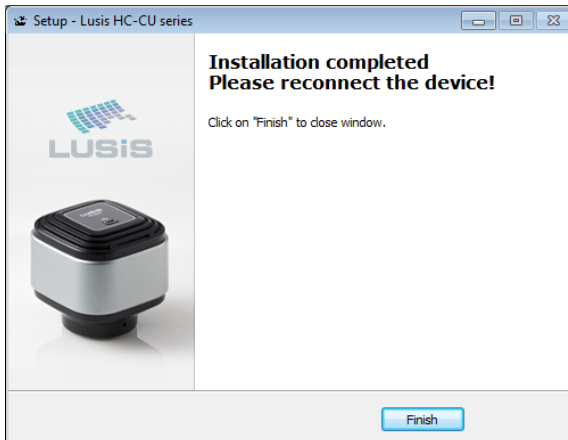 Setup - Lusis HC-CU series
Installation completed
Please reconnect the device!
Click on "Finish" to close window.
LUSiS
Finish